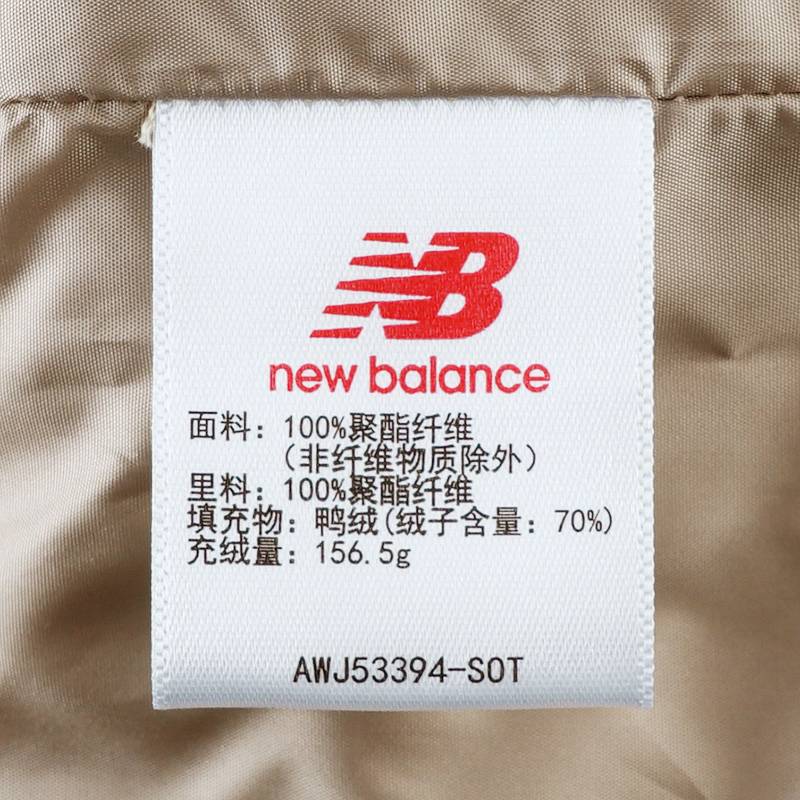 NB
new balance
面料：100%聚酯纤维
（非纤维物质除外）
里料：100%聚酯纤维
填充物：鸭绒(绒子含量：70%)
充绒量：156.5g
AWJ53394-SOT